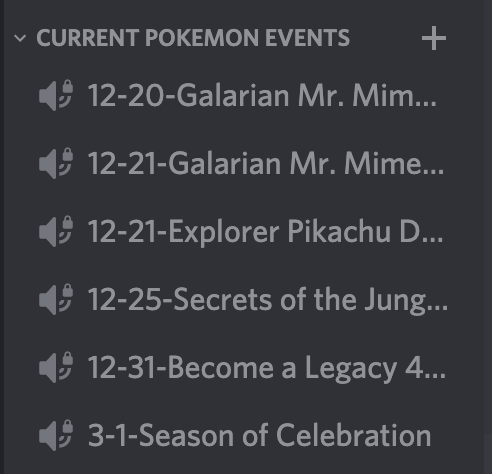 CURRENT POKEMON EVENTS
12-20-Galarian Mr. Mim...
12-21-Galarian Mr. Mime...
12-21-Explorer Pikachu D...
12-25-Secrets of the Jung...
12-31-Become a Legacy 4...
3-1-Season of Celebration